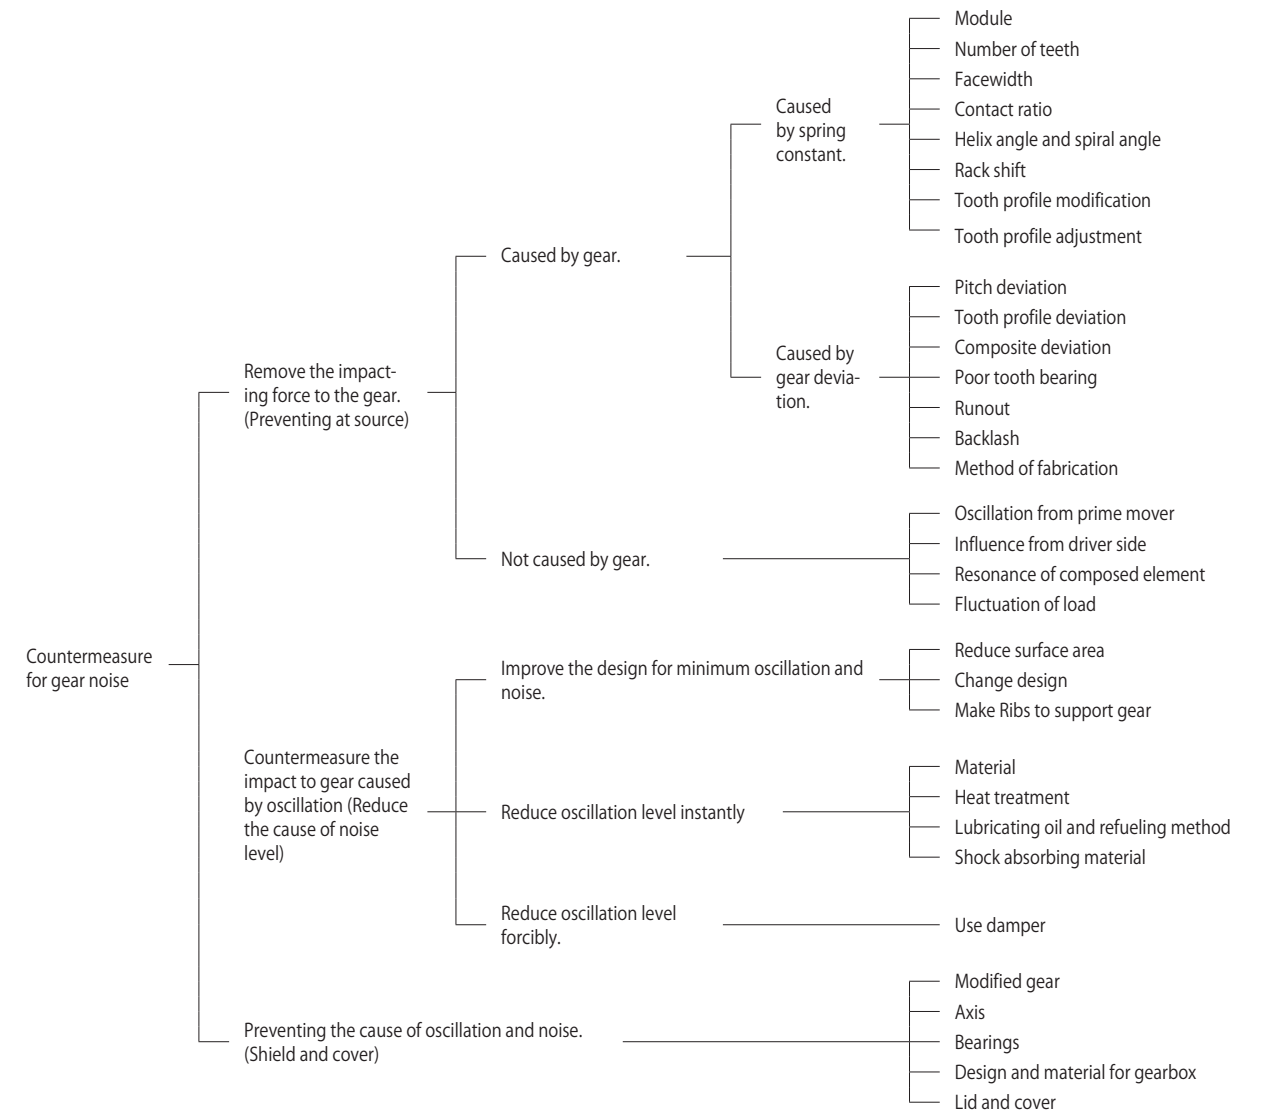 Module
Number of teeth
Facewidth
Caused
by spring
constant.
Contact ratio
Helix angle and spiral angle
Rack shift
Tooth profile modification
Tooth profile adjustment
Caused by gear.
Pitch deviation
Tooth profile deviation
Composite deviation
Caused by
gear devia-
tion.
Poor tooth bearing
Runout
Backlash
Method of fabrication
Remove the impact-
ing force to the gear.
(Preventing at source)
Oscillation from prime mover
Influence from driver side
Not caused by gear.
Resonance of composed element
Fluctuation of load
Countermeasure
for gear noise
Improve the design for minimum oscillation and
noise.
Reduce surface area
Change design
Make Ribs to support gear
Countermeasure the
impact to gear caused
by oscillation (Reduce
the cause of noise
level)
Reduce oscillation level instantly
Material
Heat treatment
Lubricating oil and refueling method
Shock absorbing material
Reduce oscillation level
forcibly.
Use damper
Preventing the cause of oscillation and noise.
(Shield and cover)
Modified gear
Axis
Bearings
Design and material for gearbox
Lid and cover